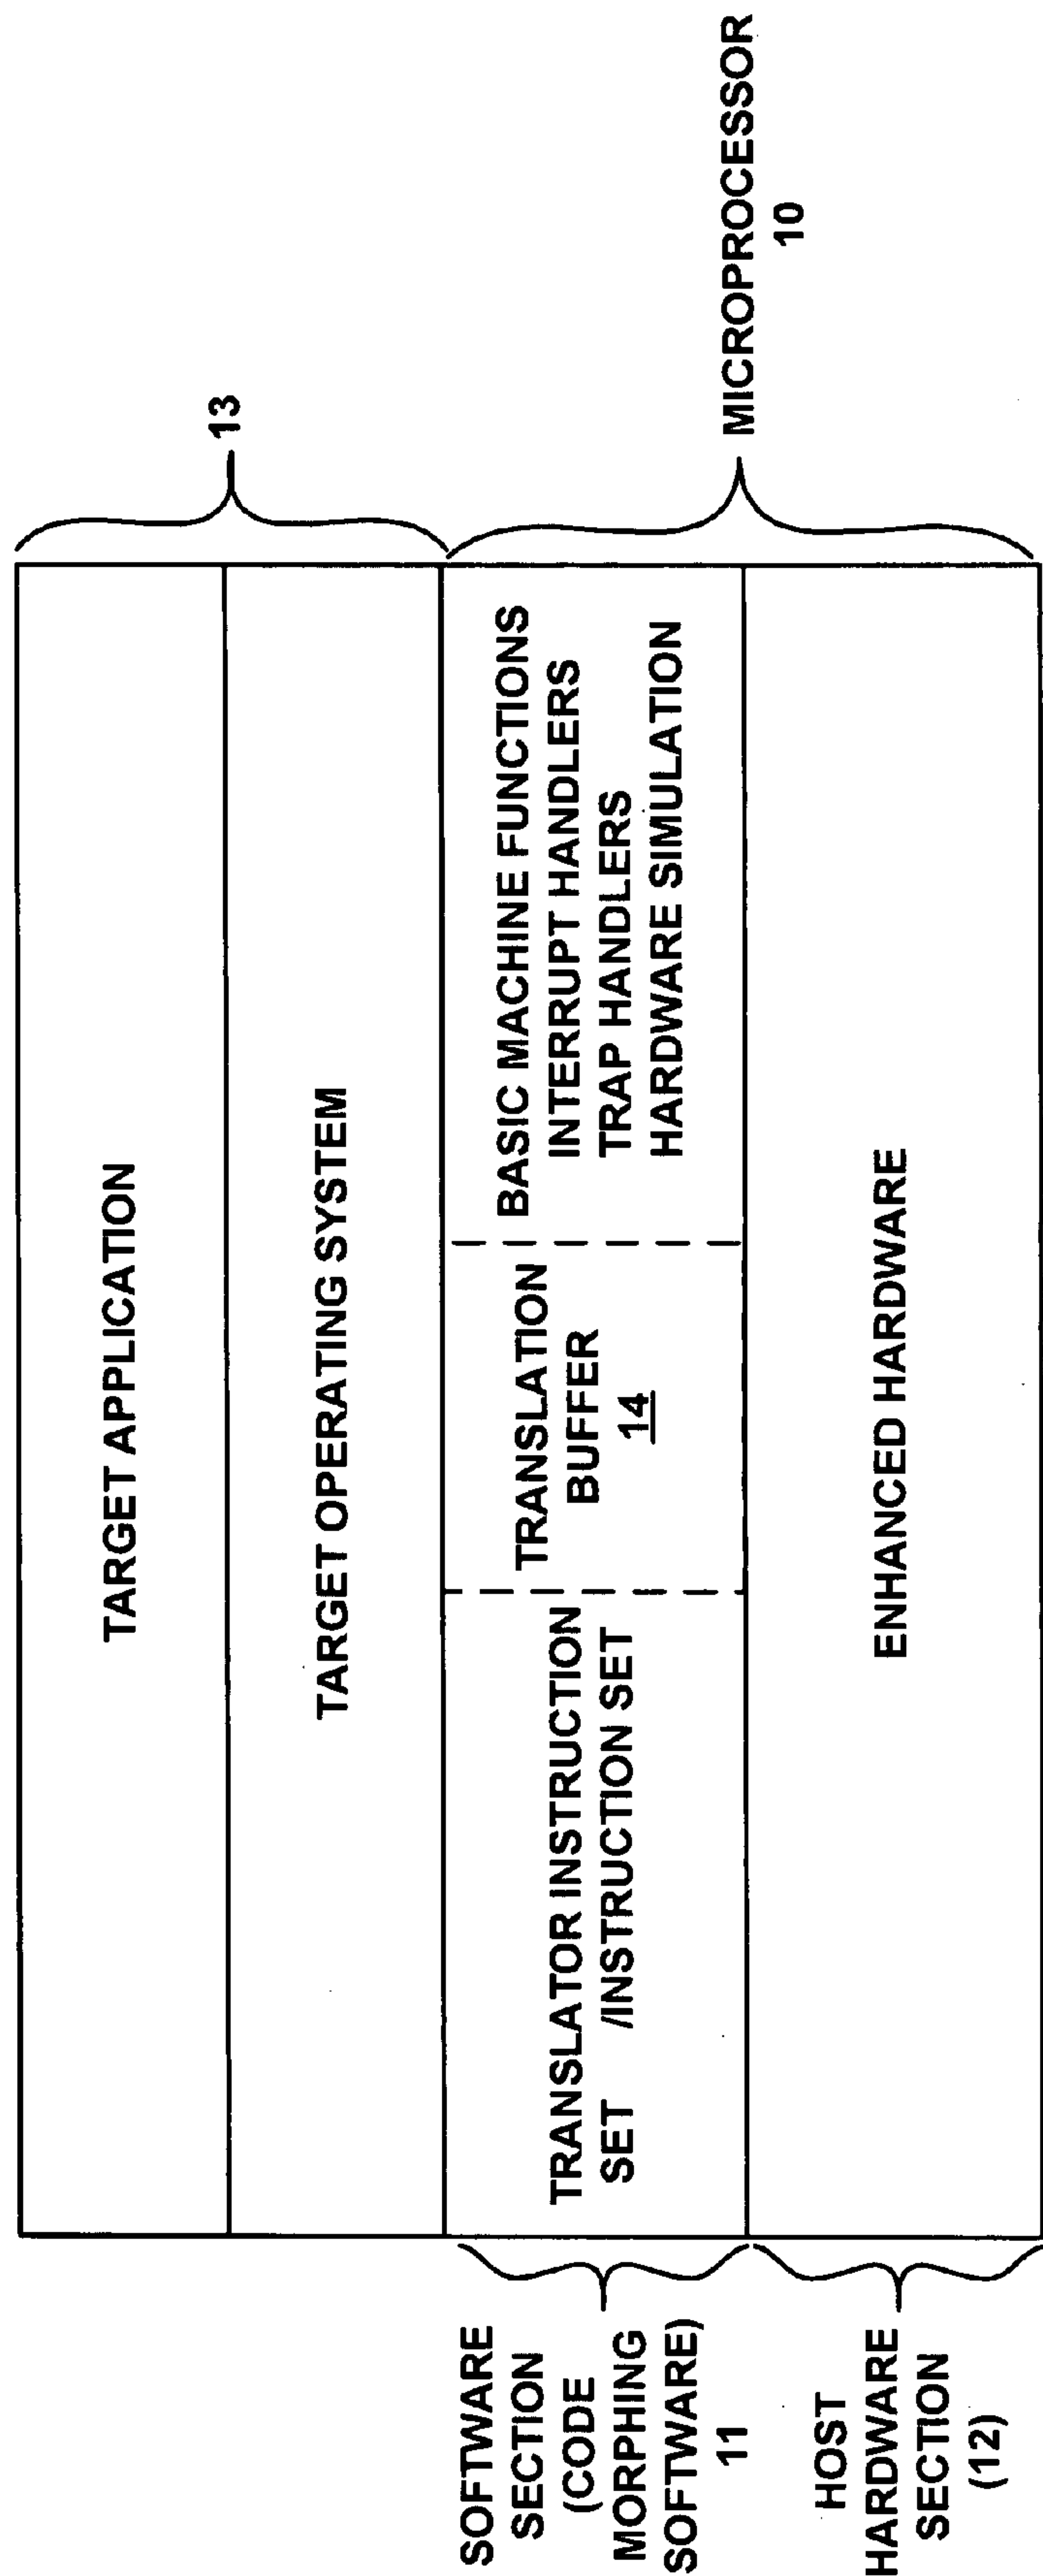 TARGET APPLICATION
TARGET OPERATING SYSTEM
13
SOFTWARE
SECTION
(CODE
MORPHING
SOFTWARE)
11
TRANSLATOR INSTRUCTION
SET /INSTRUCTION SET
TRANSLATION
BUFFER
14
BASIC MACHINE FUNCTIONS
INTERRUPT HANDLERS
TRAP HANDLERS
HARDWARE SIMULATION
MICROPROCESSOR
10
HOST
HARDWARE
SECTION
(12)
ENHANCED HARDWARE